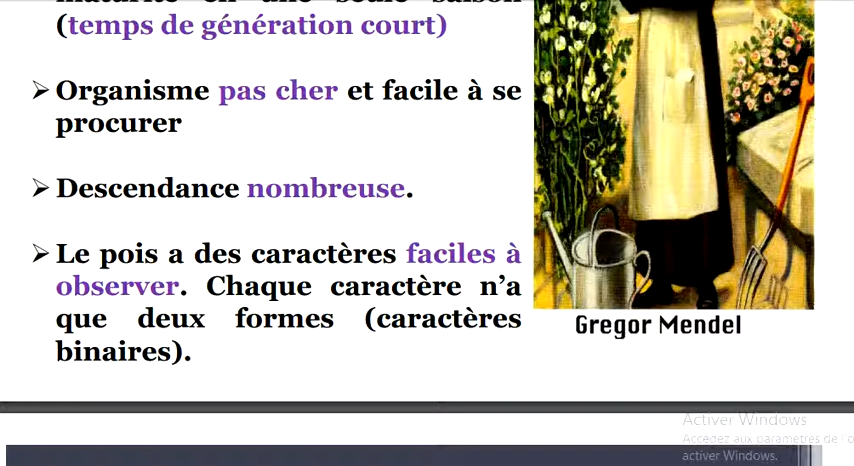 (temps de génération court)
➢ Organisme pas cher et facile à se
procurer
➢ Descendance nombreuse.
➢ Le pois a des caractères faciles à
observer. Chaque caractère n’a
que deux formes (caractères
binaires).
Gregor Mendel
Activer Windows
Accédez aux paramètres de l'o
activer Windows.